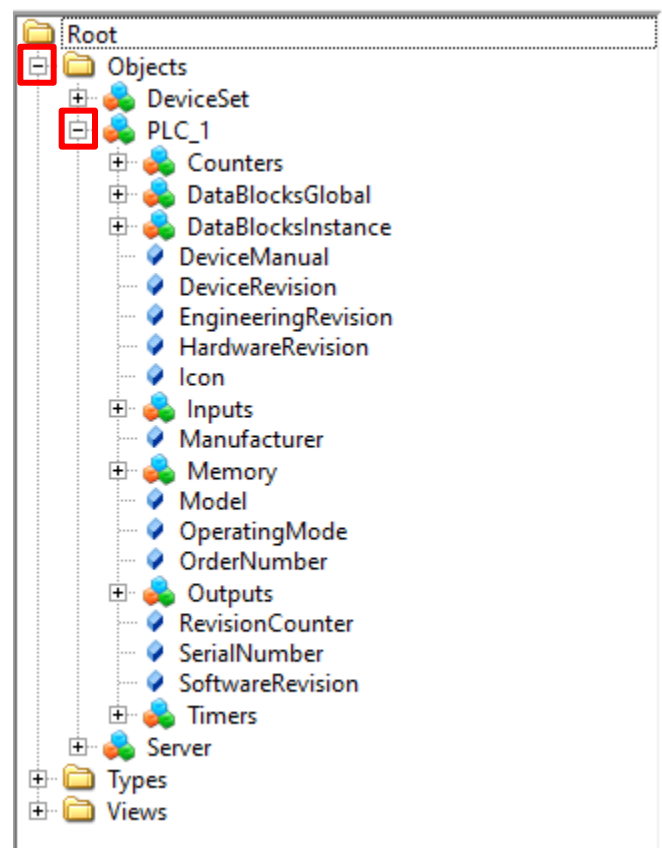 Root
Objects
DeviceSet
PLC_1
Counters
DataBlocksGlobal
DataBlocksInstance
DeviceManual
DeviceRevision
EngineeringRevision
HardwareRevision
Icon
Inputs
Manufacturer
Memory
Model
OperatingMode
OrderNumber
Outputs
RevisionCounter
SerialNumber
SoftwareRevision
Timers
Server
Types
Views